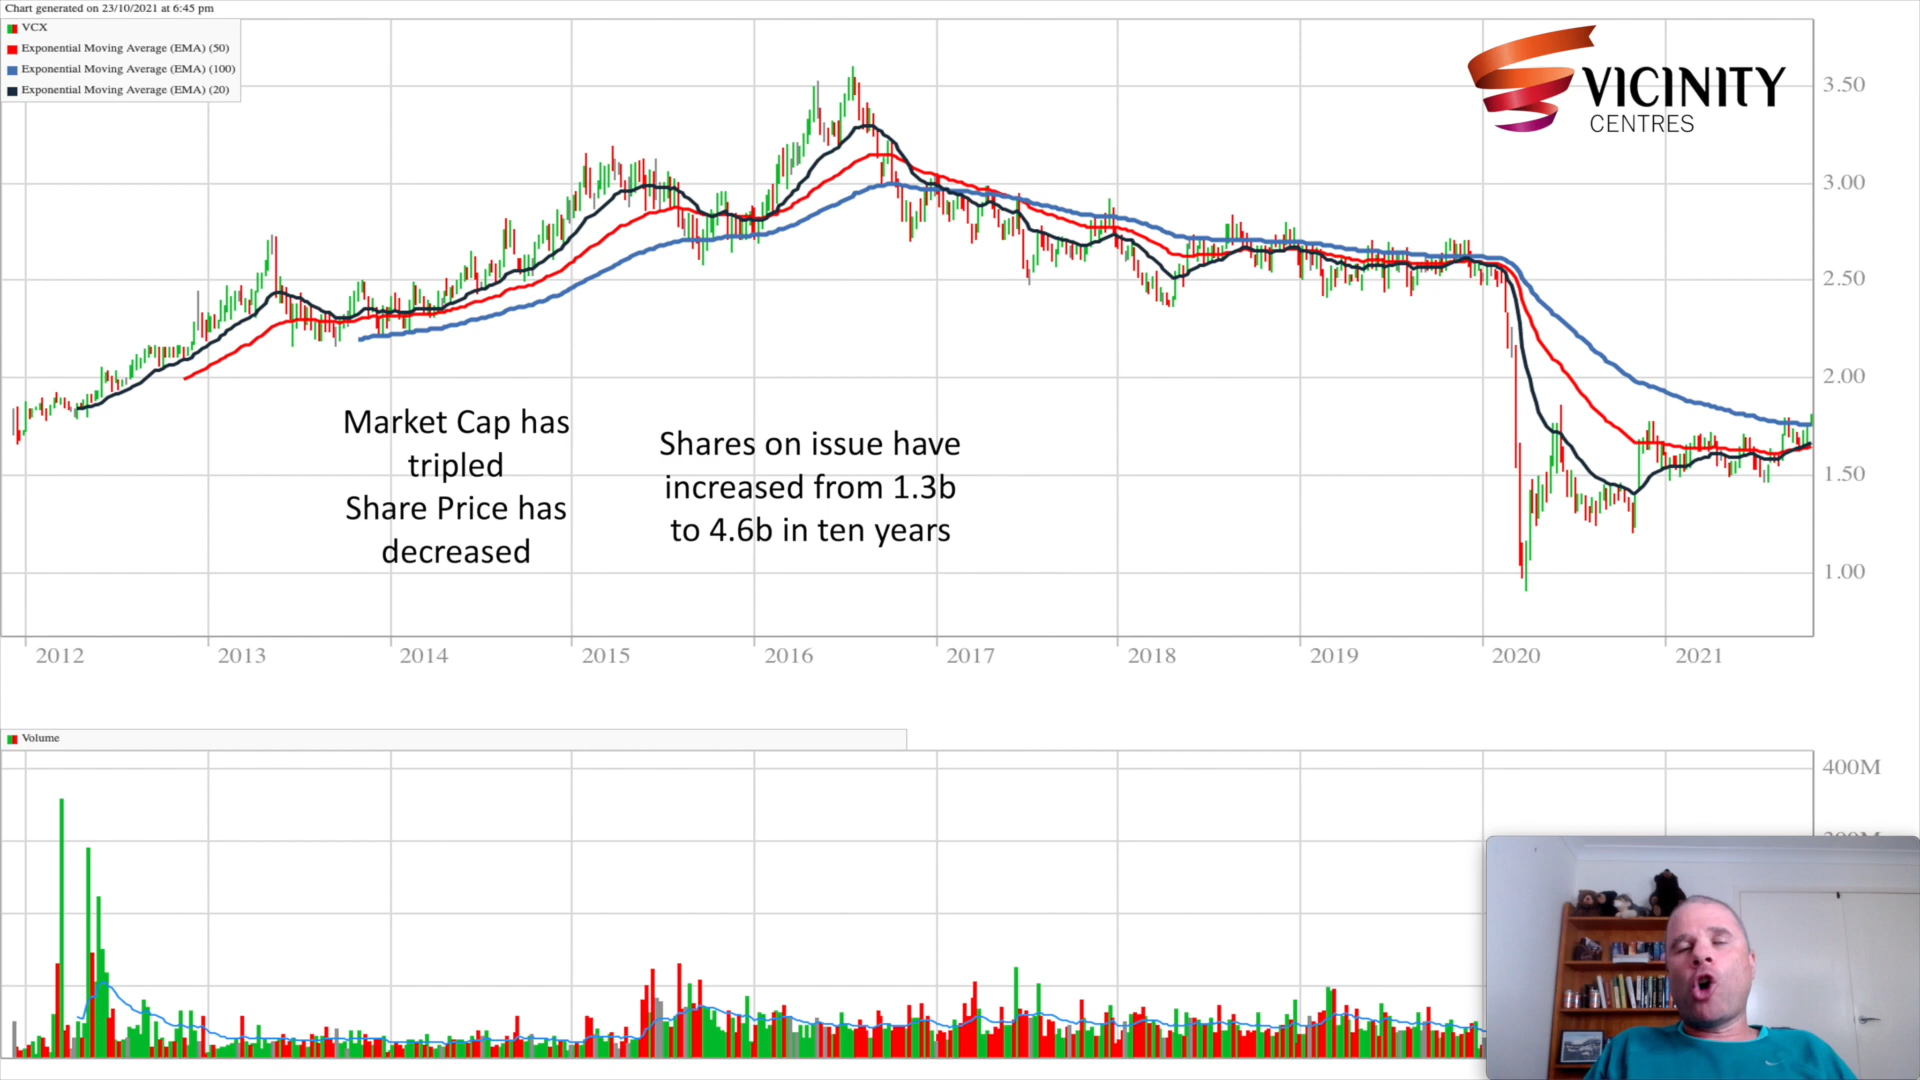 Chart generated on 23/10/2021 at 6:45 pm
VCX
Exponential Moving Average (EMA) (50)
Exponential Moving Average (EMA) (100)
Exponential Moving Average (EMA) (20)
VICINITY
CENTRES
3.50
3.00
2.50
2.00
1.50
1.00
Market Cap has
tripled
Share Price has
decreased
Shares on issue have
increased from 1.3b
to 4.6b in ten years
2012 2013 2014 2015 2016 2017 2018 2019 2020 2021
Volume
400M